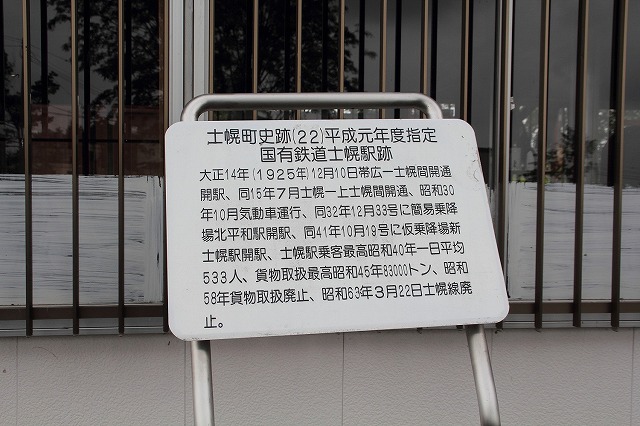 士幌町史跡(22)平成元年度指定
国有鉄道士幌駅跡
大正14年(1925年)12月10日帯広ー士幌間開通
開駅、同15年7月士幌ー上士幌間開通、昭和30
年10月気動車運行、同32年12月33号に簡易乗降
場北平和駅開駅、同41年10月19号に仮乗降場新
士幌駅開駅、士幌駅乗客最高昭和40年一日平均
533人、貨物取扱最高昭和45年83000トン、昭和
58年貨物取扱廃止、昭和63年3月22日士幌線廃
止。